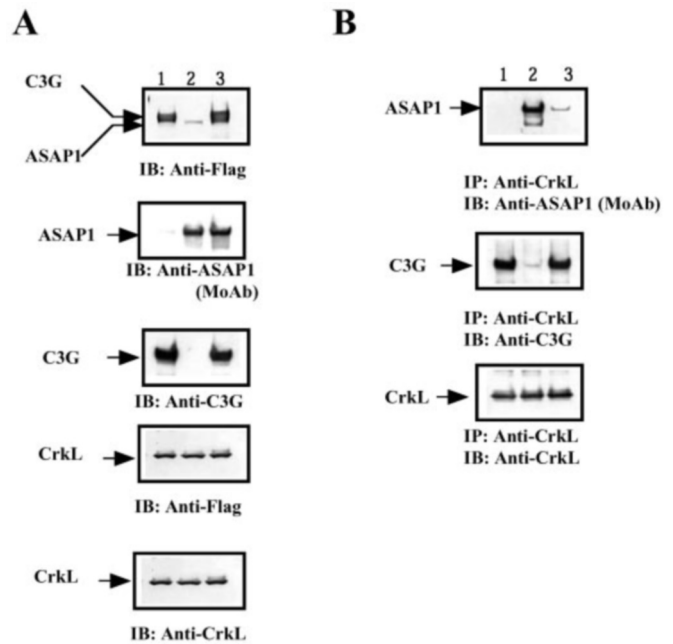 A
C3G
1 2 3
ASAP1
IB: Anti-Flag
ASAP1
IB: Anti-ASAP1
(MoAb)
C3G
IB: Anti-C3G
CrkL
IB: Anti-Flag
CrkL
IB: Anti-CrkL
B
1 2 3
ASAP1
IP: Anti-CrkL
IB: Anti-ASAP1 (MoAb)
C3G
IP: Anti-CrkL
IB: Anti-C3G
CrkL
IP: Anti-CrkL
IB: Anti-CrkL